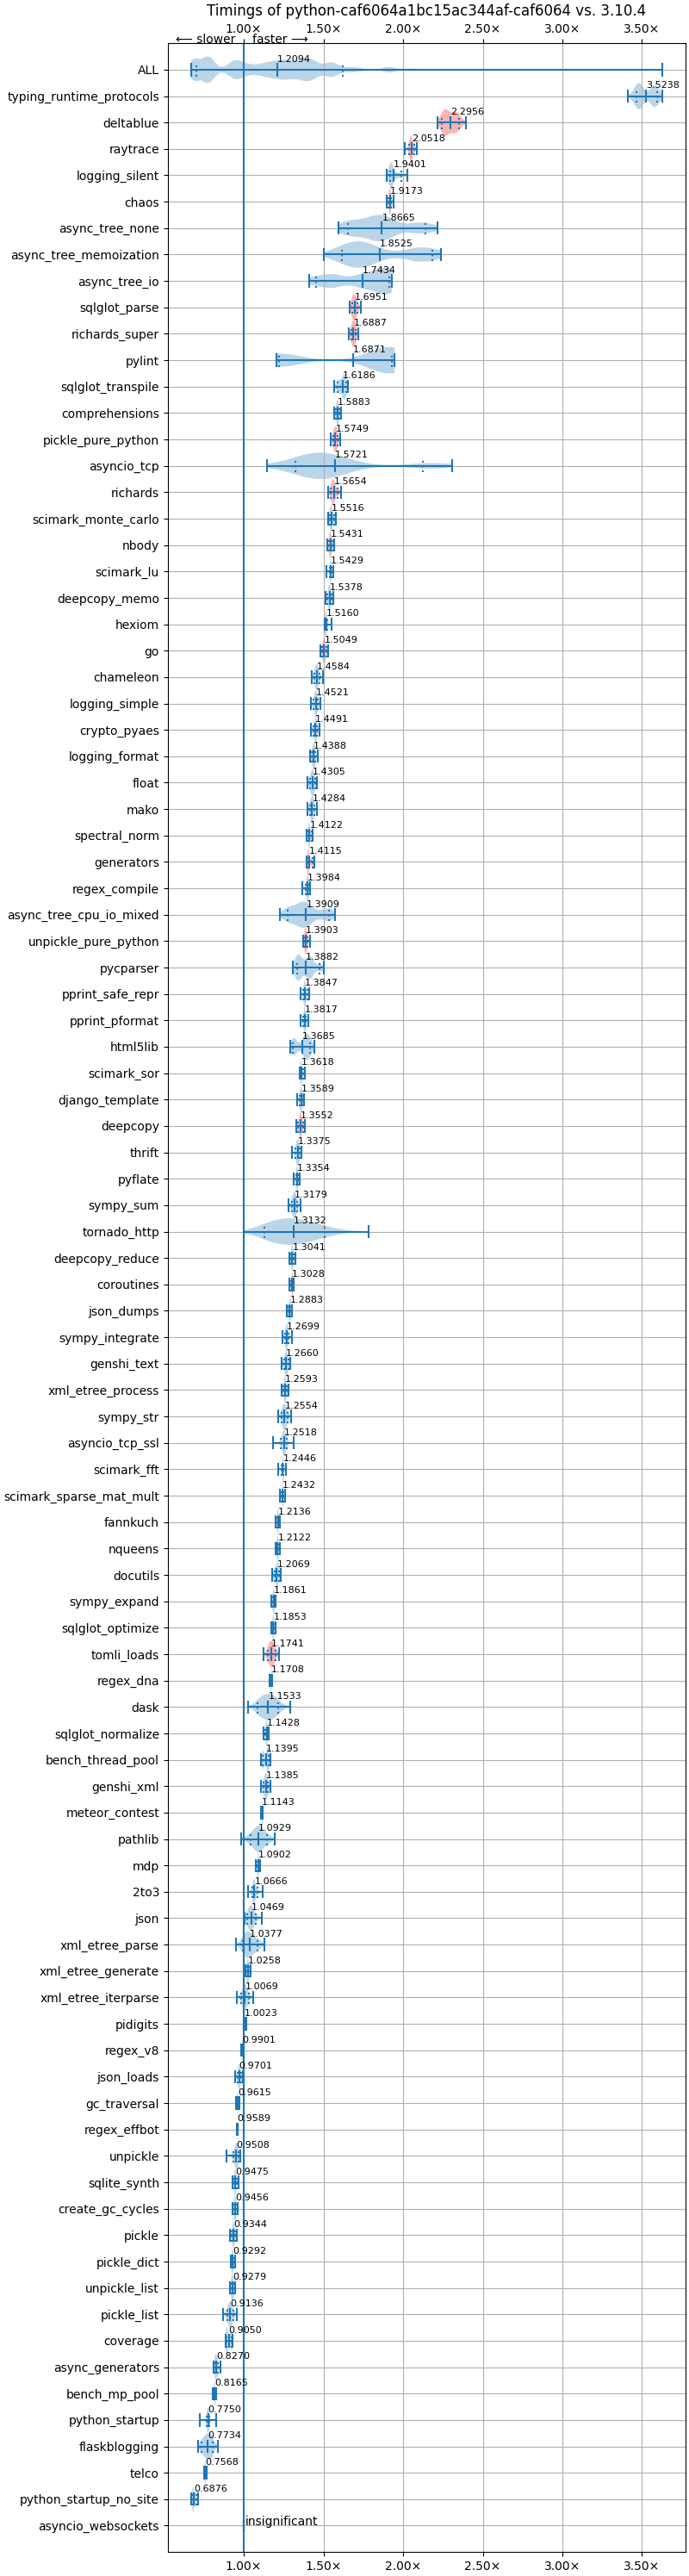 Timings of python-caf6064a1bc15ac344af-caf6064 vs. 3.10.4
1.00× 1.50× 2.00× 2.50× 3.00× 3.50×
⟵ slower faster ⟶
ALL 1.2094
typing_runtime_protocols 3.5238
deltablue 2.2956
raytrace 2.0518
logging_silent 1.9401
chaos 1.9173
async_tree_none 1.8665
async_tree_memoization 1.8525
async_tree_io 1.7434
sqlglot_parse 1.6951
richards_super 1.6887
pylint 1.6871
sqlglot_transpile 1.6186
comprehensions 1.5883
pickle_pure_python 1.5749
asyncio_tcp 1.5721
richards 1.5654
scimark_monte_carlo 1.5516
nbody 1.5431
scimark_lu 1.5429
deepcopy_memo 1.5378
hexiom 1.5160
go 1.5049
chameleon 1.4584
logging_simple 1.4521
crypto_pyaes 1.4491
logging_format 1.4388
float 1.4305
mako 1.4284
spectral_norm 1.4122
generators 1.4115
regex_compile 1.3984
async_tree_cpu_io_mixed 1.3909
unpickle_pure_python 1.3903
pycparser 1.3882
pprint_safe_repr 1.3847
pprint_pformat 1.3817
html5lib 1.3685
scimark_sor 1.3618
django_template 1.3589
deepcopy 1.3552
thrift 1.3375
pyflate 1.3354
sympy_sum 1.3179
tornado_http 1.3132
deepcopy_reduce 1.3041
coroutines 1.3028
json_dumps 1.2883
sympy_integrate 1.2699
genshi_text 1.2660
xml_etree_process 1.2593
sympy_str 1.2554
asyncio_tcp_ssl 1.2518
scimark_fft 1.2446
scimark_sparse_mat_mult 1.2432
fannkuch 1.2136
nqueens 1.2122
docutils 1.2069
sympy_expand 1.1861
sqlglot_optimize 1.1853
tomli_loads 1.1741
regex_dna 1.1708
dask 1.1533
sqlglot_normalize 1.1428
bench_thread_pool 1.1395
genshi_xml 1.1385
meteor_contest 1.1143
pathlib 1.0929
mdp 1.0902
2to3 1.0666
json 1.0469
xml_etree_parse 1.0377
xml_etree_generate 1.0258
xml_etree_iterparse 1.0069
pidigits 1.0023
regex_v8 0.9901
json_loads 0.9701
gc_traversal 0.9615
regex_effbot 0.9589
unpickle 0.9508
sqlite_synth 0.9475
create_gc_cycles 0.9456
pickle 0.9344
pickle_dict 0.9292
unpickle_list 0.9279
pickle_list 0.9136
coverage 0.9050
async_generators 0.8270
bench_mp_pool 0.8165
python_startup 0.7750
flaskblogging 0.7734
telco 0.7568
python_startup_no_site 0.6876
asyncio_websockets insignificant
1.00× 1.50× 2.00× 2.50× 3.00× 3.50×